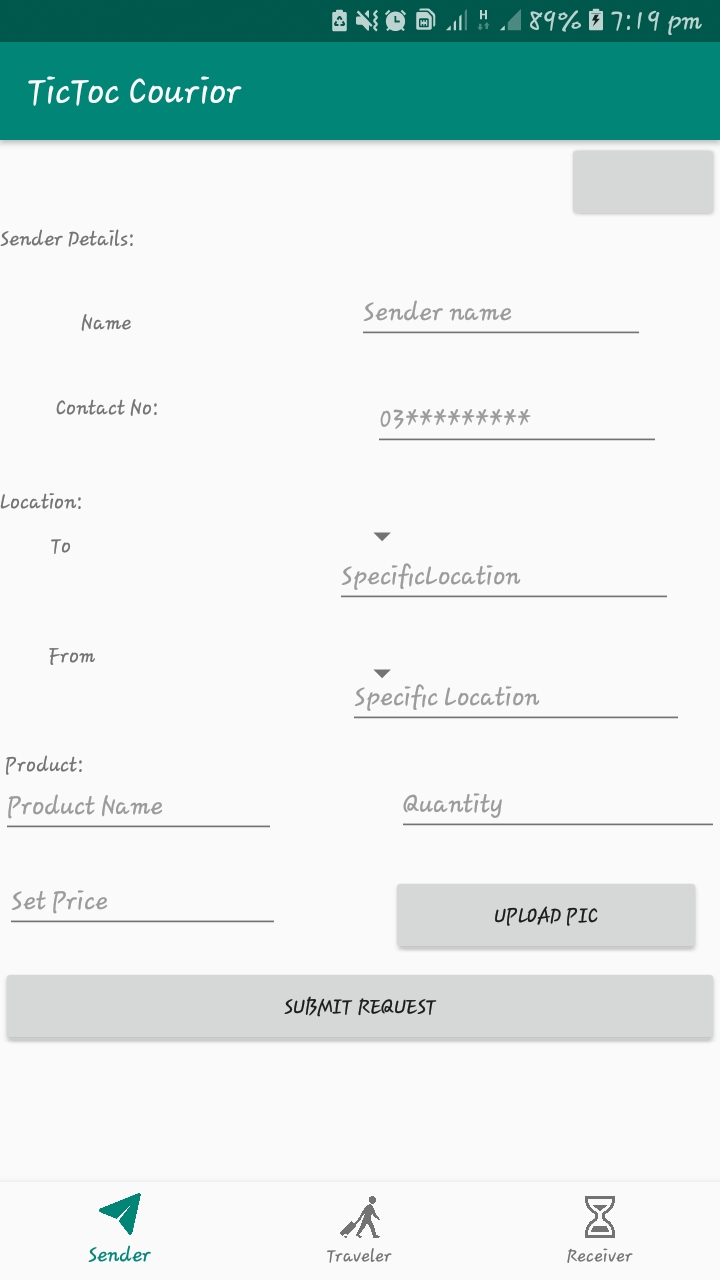 H 89% 7:19 pm
TicToc Courior
Sender Details:
Name Sender name
Contact No: 03*********
Location:
To
SpecificLocation
From
Specific Location
Product:
Product Name Quantity
Set Price UPLOAD PIC
SUBMIT REQUEST
Sender Traveler Receiver